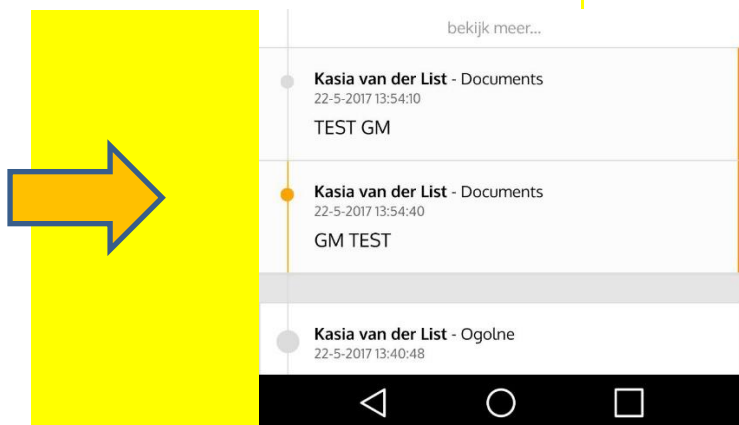 bekijk meer...
Kasia van der List - Documents
22-5-2017 13:54:10
TEST GM
Kasia van der List - Documents
22-5-2017 13:54:40
GM TEST
Kasia van der List - Ogolne
22-5-2017 13:40:48